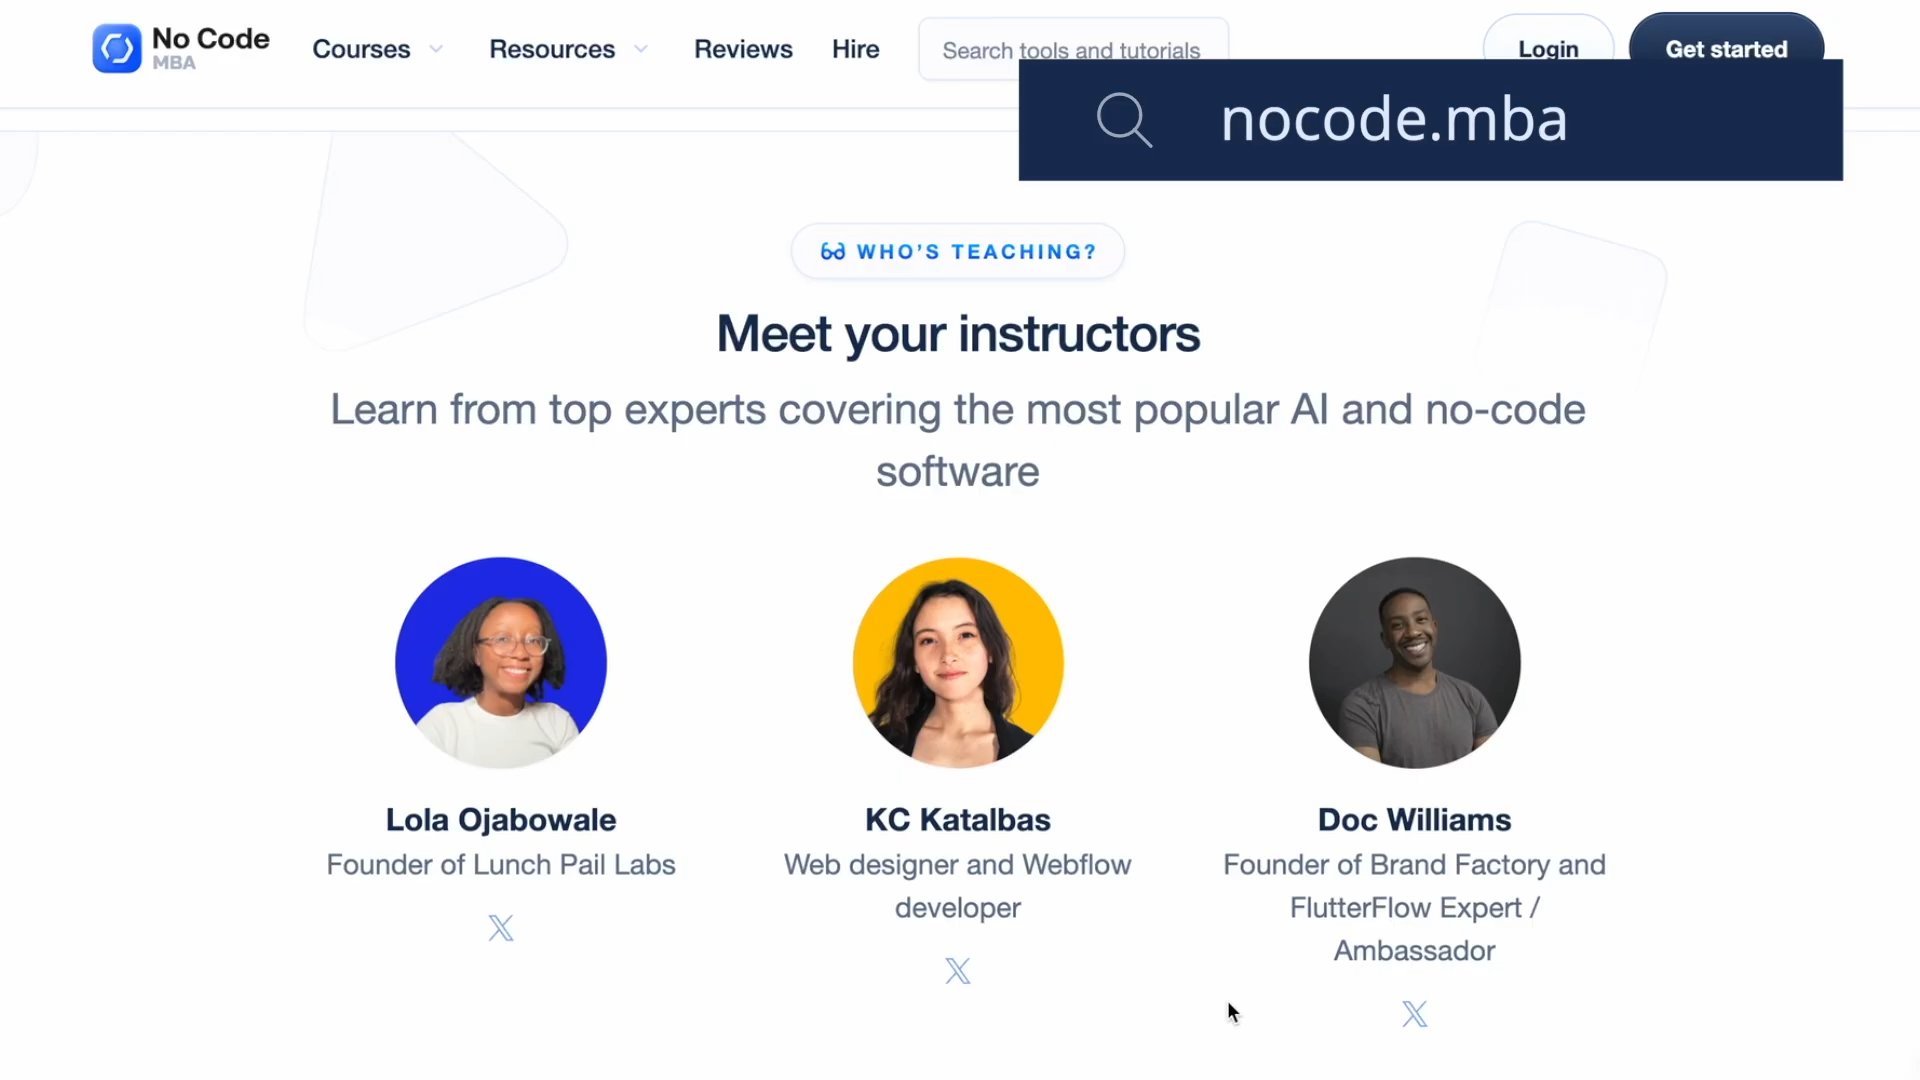 No Code
MBA
Courses
Resources
Reviews
Hire
Search tools and tutorials
Login
Get started
nocode.mba
WHO'S TEACHING?
Meet your instructors
Learn from top experts covering the most popular AI and no-code
software
Lola Ojabowale
Founder of Lunch Pail Labs
KC Katalbas
Web designer and Webflow
developer
Doc Williams
Founder of Brand Factory and
FlutterFlow Expert /
Ambassador